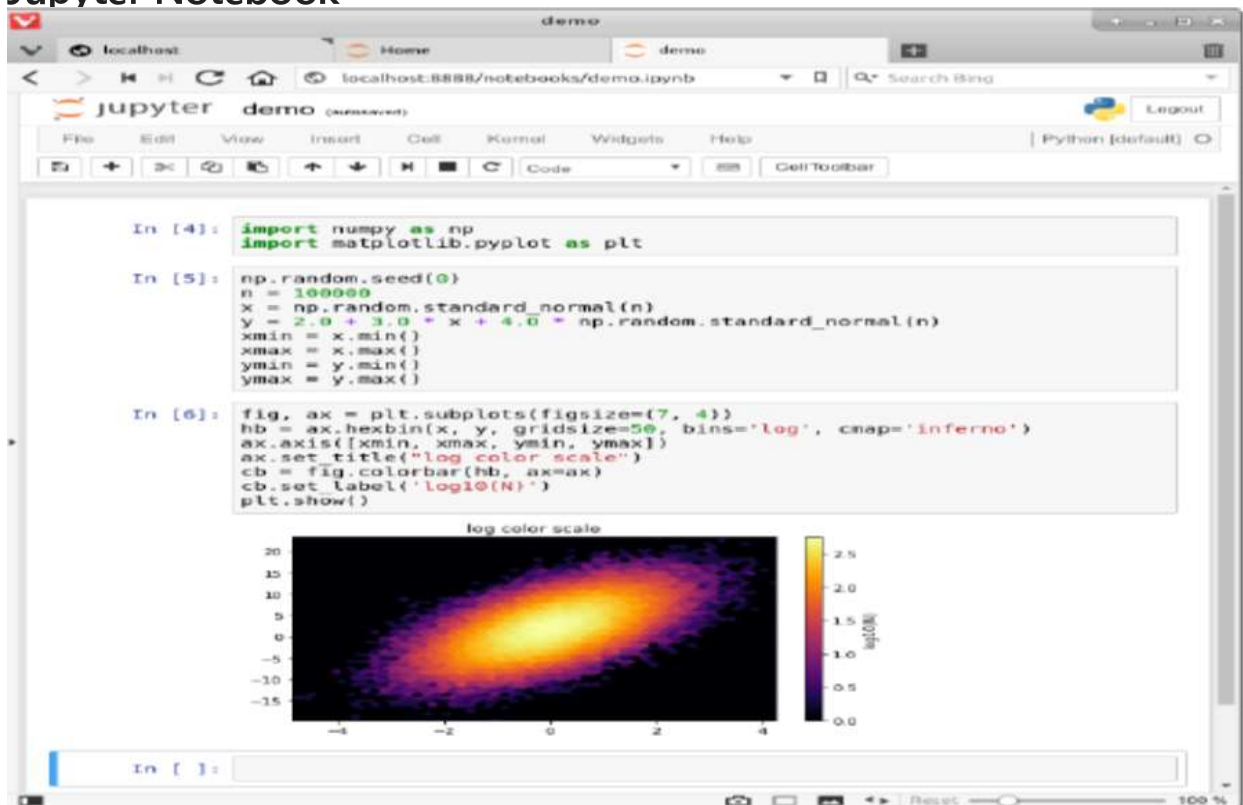 Jupyter Notebook
demo
localhost
Home
demo
localhost:8888/notebooks/demo.ipynb
Search Bing
jupyter demo (autosaved)
Logout
File Edit View Insert Cell Kernel Widgets Help
Python [default]
Code
CellToolbar
In [4]: import numpy as np
import matplotlib.pyplot as plt
In [5]: np.random.seed(0)
n = 100000
x = np.random.standard_normal(n)
y = 2.0 + 3.0 * x + 4.0 * np.random.standard_normal(n)
xmin = x.min()
xmax = x.max()
ymin = y.min()
ymax = y.max()
In [6]: fig, ax = plt.subplots(figsize=(7, 4))
hb = ax.hexbin(x, y, gridsize=50, bins='log', cmap='inferno')
ax.axis([xmin, xmax, ymin, ymax])
ax.set_title("log color scale")
cb = fig.colorbar(hb, ax=ax)
cb.set_label('log10(N)')
plt.show()
log color scale
20
15
10
5
0
−5
−10
−15
−4 −2 0 2 4
2.5
2.0
1.5
1.0
0.5
0.0
log10(N)
In [ ]:
Reset
100 %